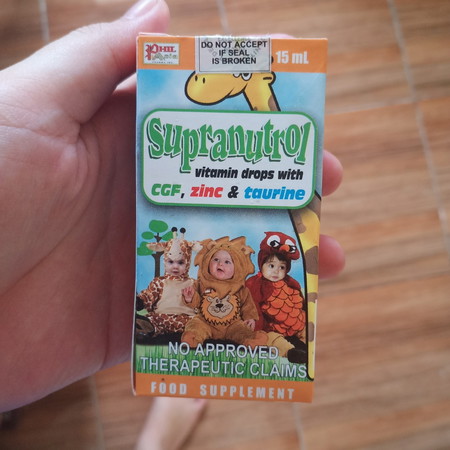 PHIL
DO NOT ACCEPT
IF SEAL
IS BROKEN
15 mL
Supranutrol
vitamin drops with
CGF, zinc & taurine
NO APPROVED
THERAPEUTIC CLAIMS
FOOD SUPPLEMENT